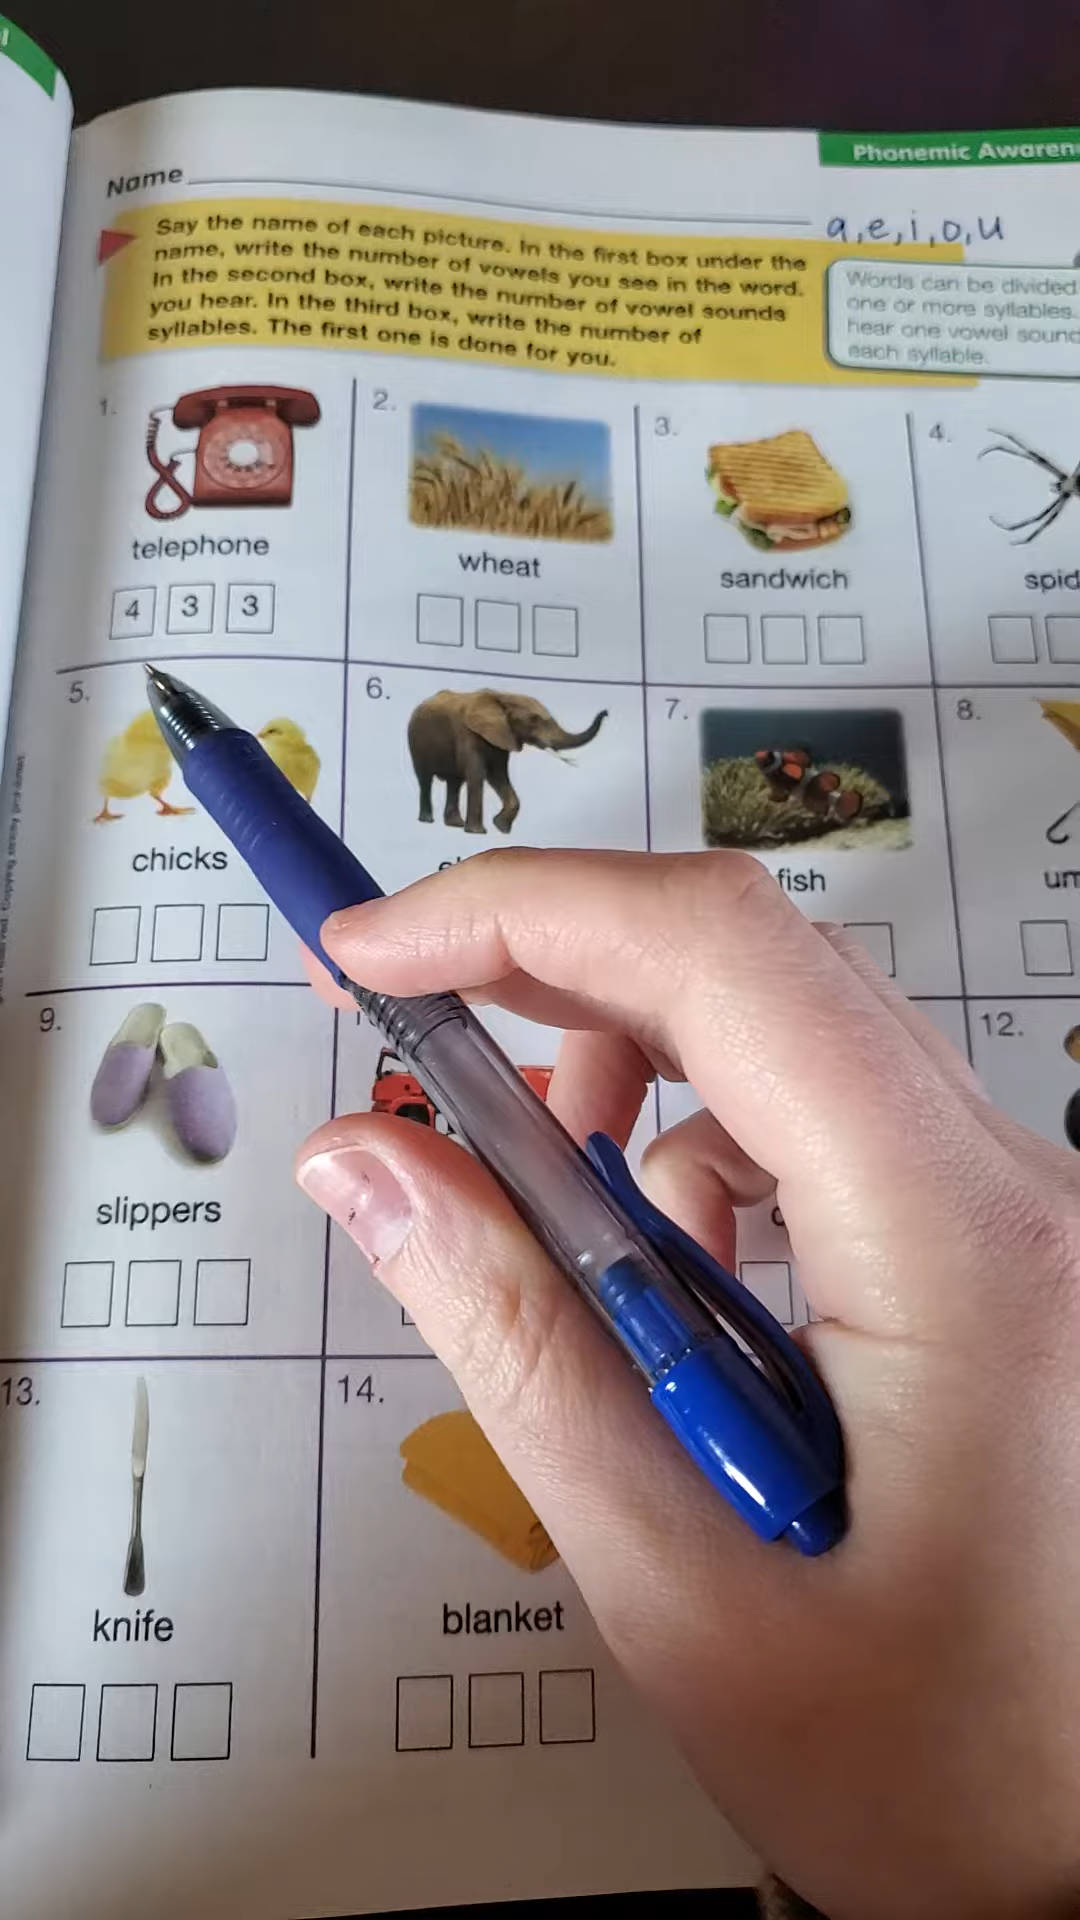 Phonemic Awaren
Name
a,e,i,o,u
Say the name of each picture. In the first box under the
name, write the number of vowels you see in the word.
In the second box, write the number of vowel sounds
you hear. In the third box, write the number of
syllables. The first one is done for you.
Words can be divided
one or more syllables.
hear one vowel sound
each syllable.
1.
2.
3.
4.
telephone
wheat
sandwich
spid
4 3 3
5.
6.
7.
8.
chicks
fish
um
9.
12.
slippers
13.
14.
knife
blanket